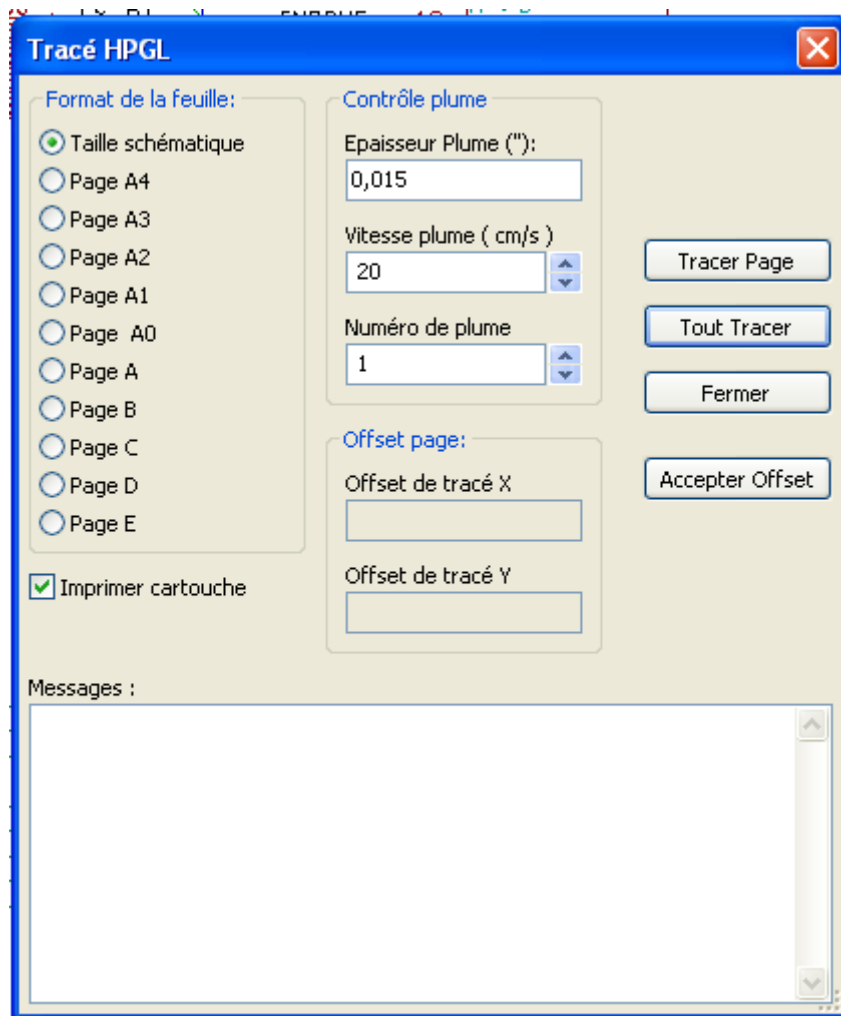 Tracé HPGL
Format de la feuille:
Taille schématique
Page A4
Page A3
Page A2
Page A1
Page A0
Page A
Page B
Page C
Page D
Page E
Imprimer cartouche
Contrôle plume
Epaisseur Plume ("):
0,015
Vitesse plume ( cm/s )
20
Numéro de plume
1
Offset page:
Offset de tracé X
Offset de tracé Y
Tracer Page
Tout Tracer
Fermer
Accepter Offset
Messages :